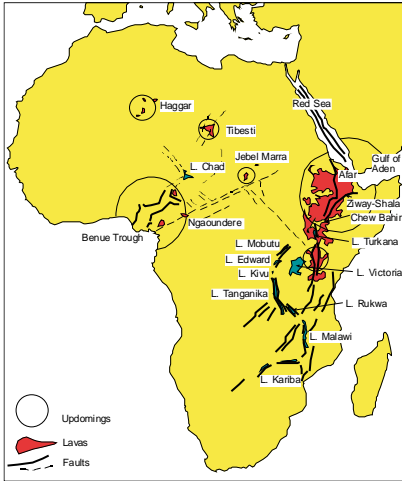 Haggar
Red Sea
Tibesti
Jebel Marra
Gulf of
Aden
L. Chad
Afar
Ziway-Shala
Chew Bahir
Ngaoundere
L. Turkana
Benue Trough
L. Mobutu
L. Edward
L. Victoria
L. Kivu
L. Tanganika
L. Rukwa
L. Malawi
L. Kariba
Updomings
Lavas
Faults